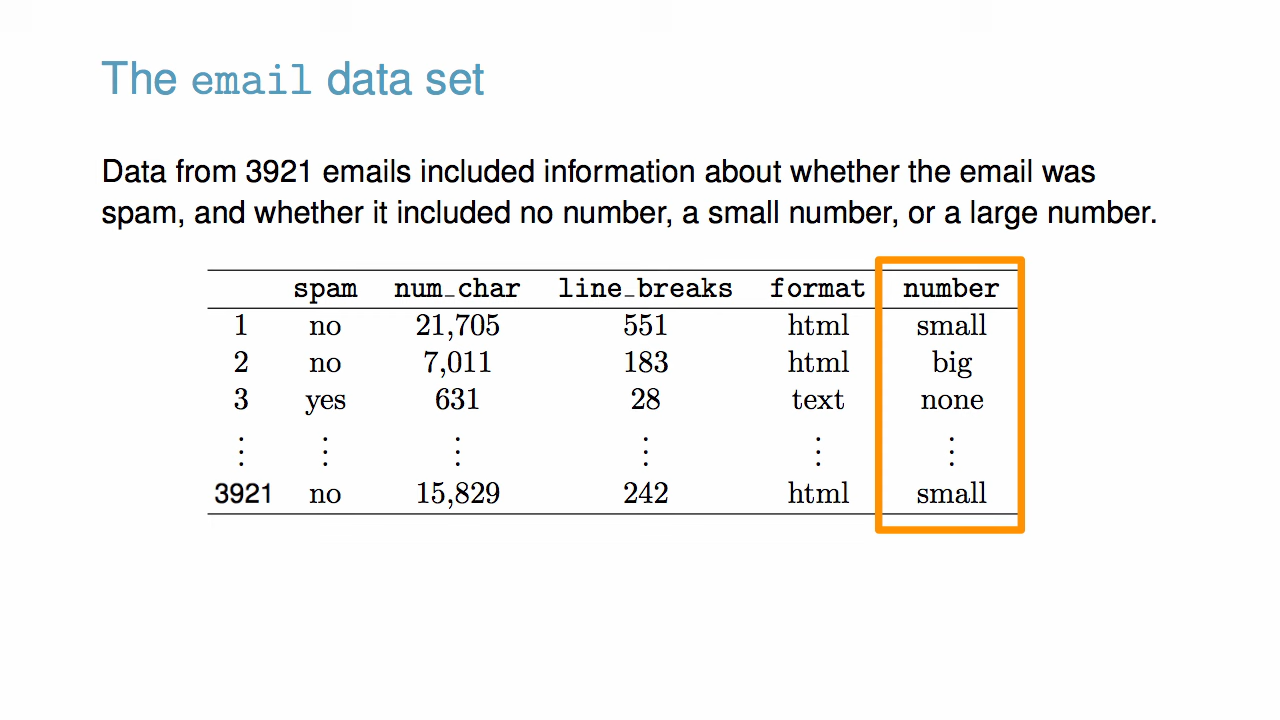 The email data set
Data from 3921 emails included information about whether the email was
spam, and whether it included no number, a small number, or a large number.
spam num_char line_breaks format number
1 no 21,705 551 html small
2 no 7,011 183 html big
3 yes 631 28 text none
⋮ ⋮ ⋮ ⋮ ⋮ ⋮
3921 no 15,829 242 html small